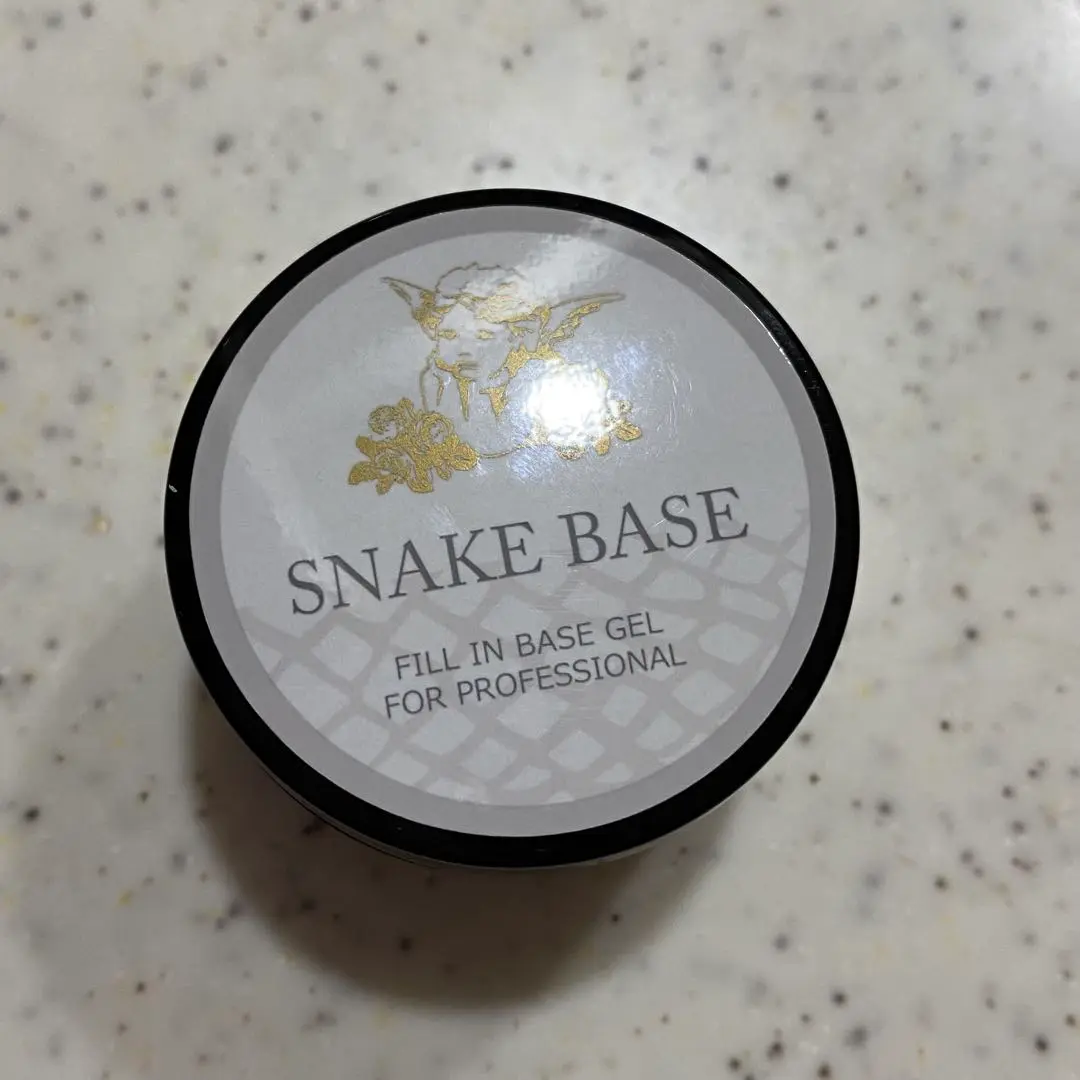 SNAKE BASE
FILL IN BASE GEL
FOR PROFESSIONAL